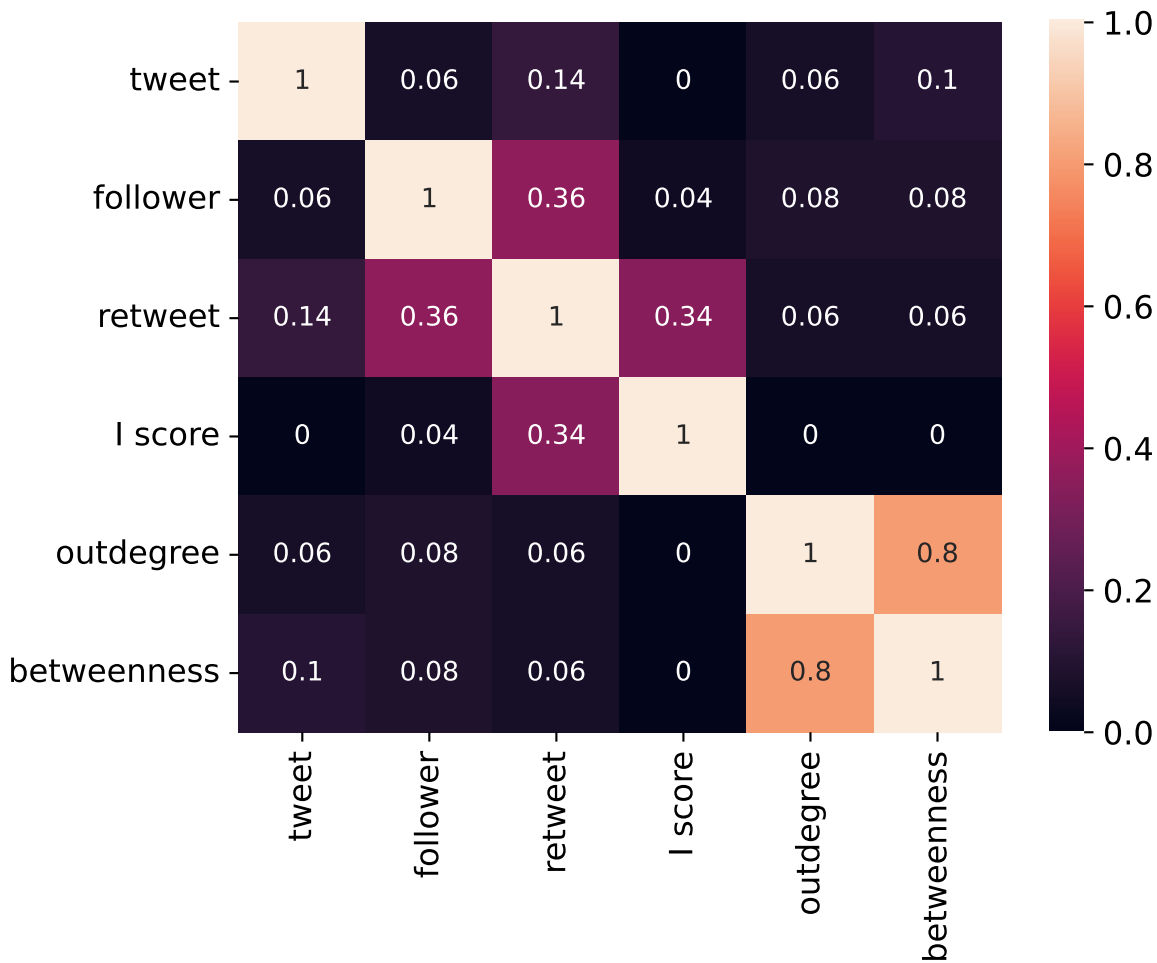 tweet 1 0.06 0.14 0 0.06 0.1
follower 0.06 1 0.36 0.04 0.08 0.08
retweet 0.14 0.36 1 0.34 0.06 0.06
I score 0 0.04 0.34 1 0 0
outdegree 0.06 0.08 0.06 0 1 0.8
betweenness 0.1 0.08 0.06 0 0.8 1
tweet
follower
retweet
I score
outdegree
betweenness
1.0
0.8
0.6
0.4
0.2
0.0